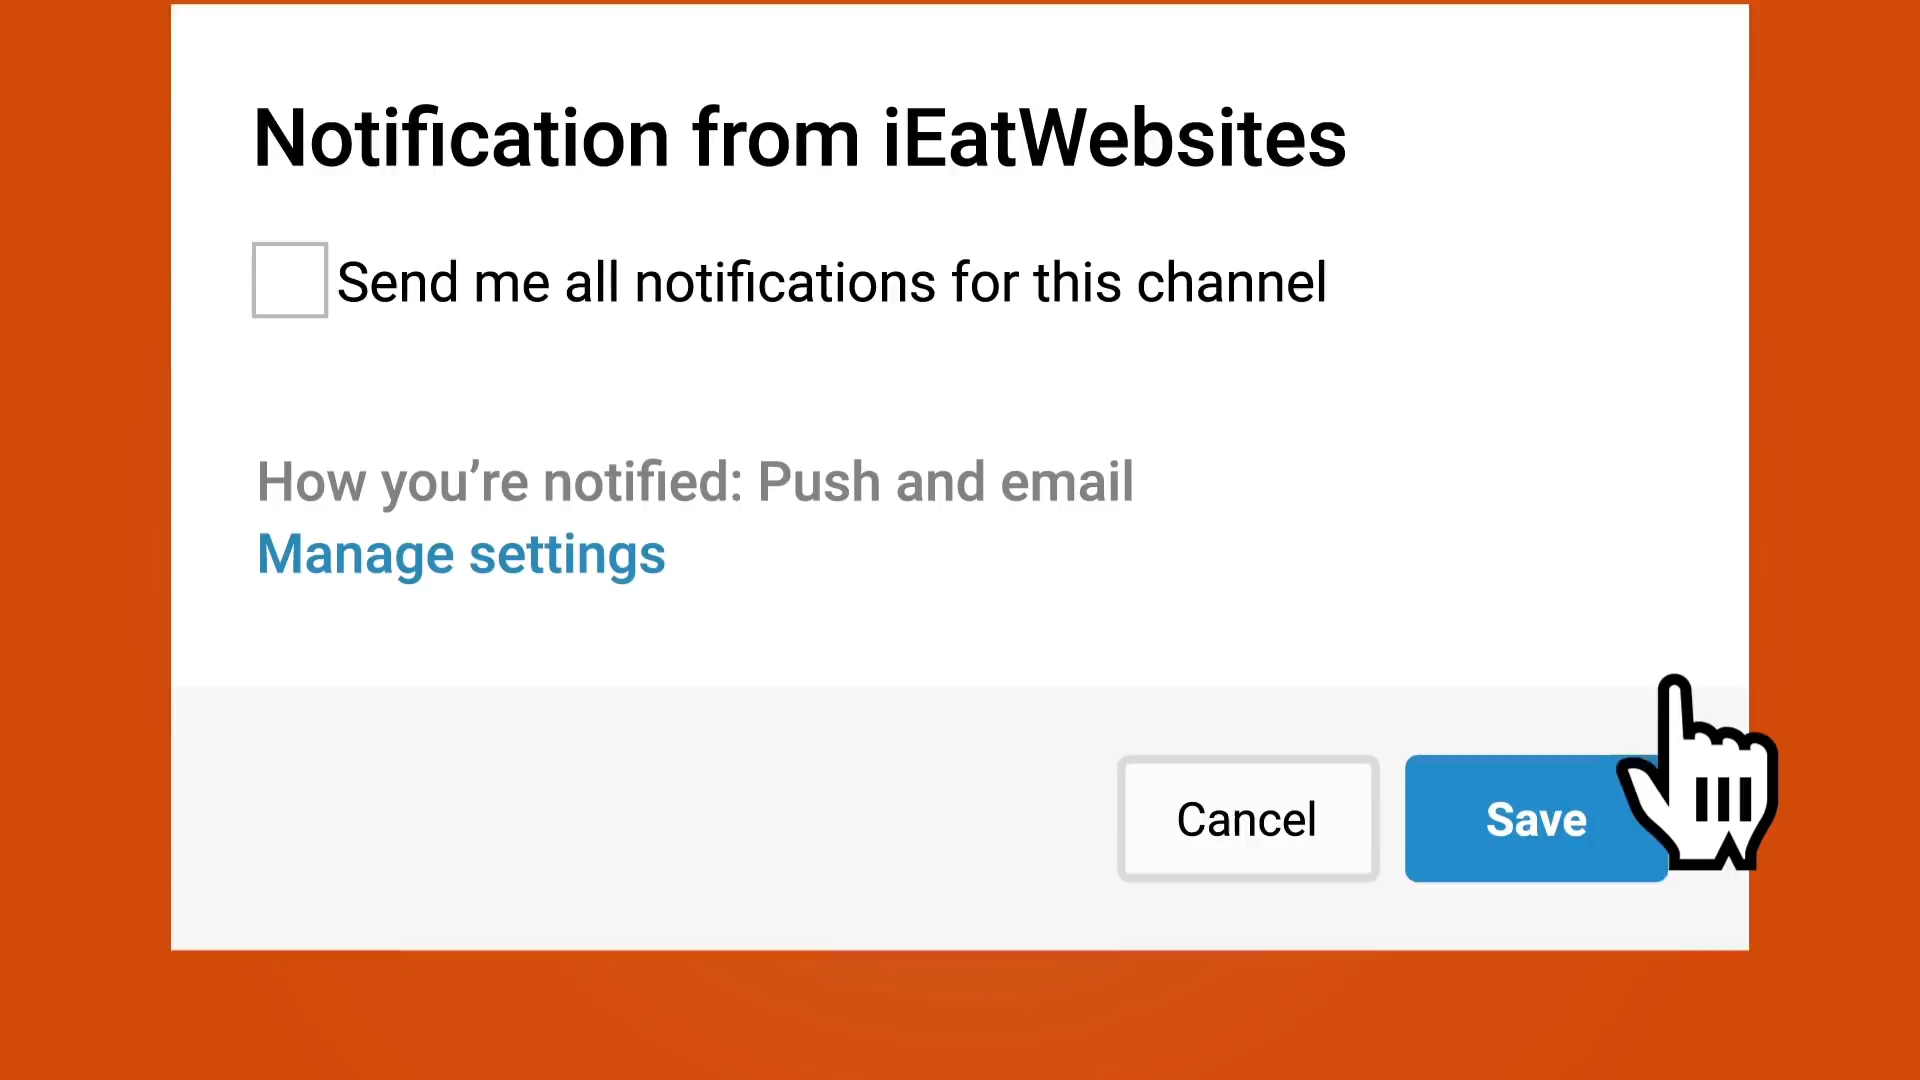 Notification from iEatWebsites
Send me all notifications for this channel
How you’re notified: Push and email
Manage settings
Cancel Save